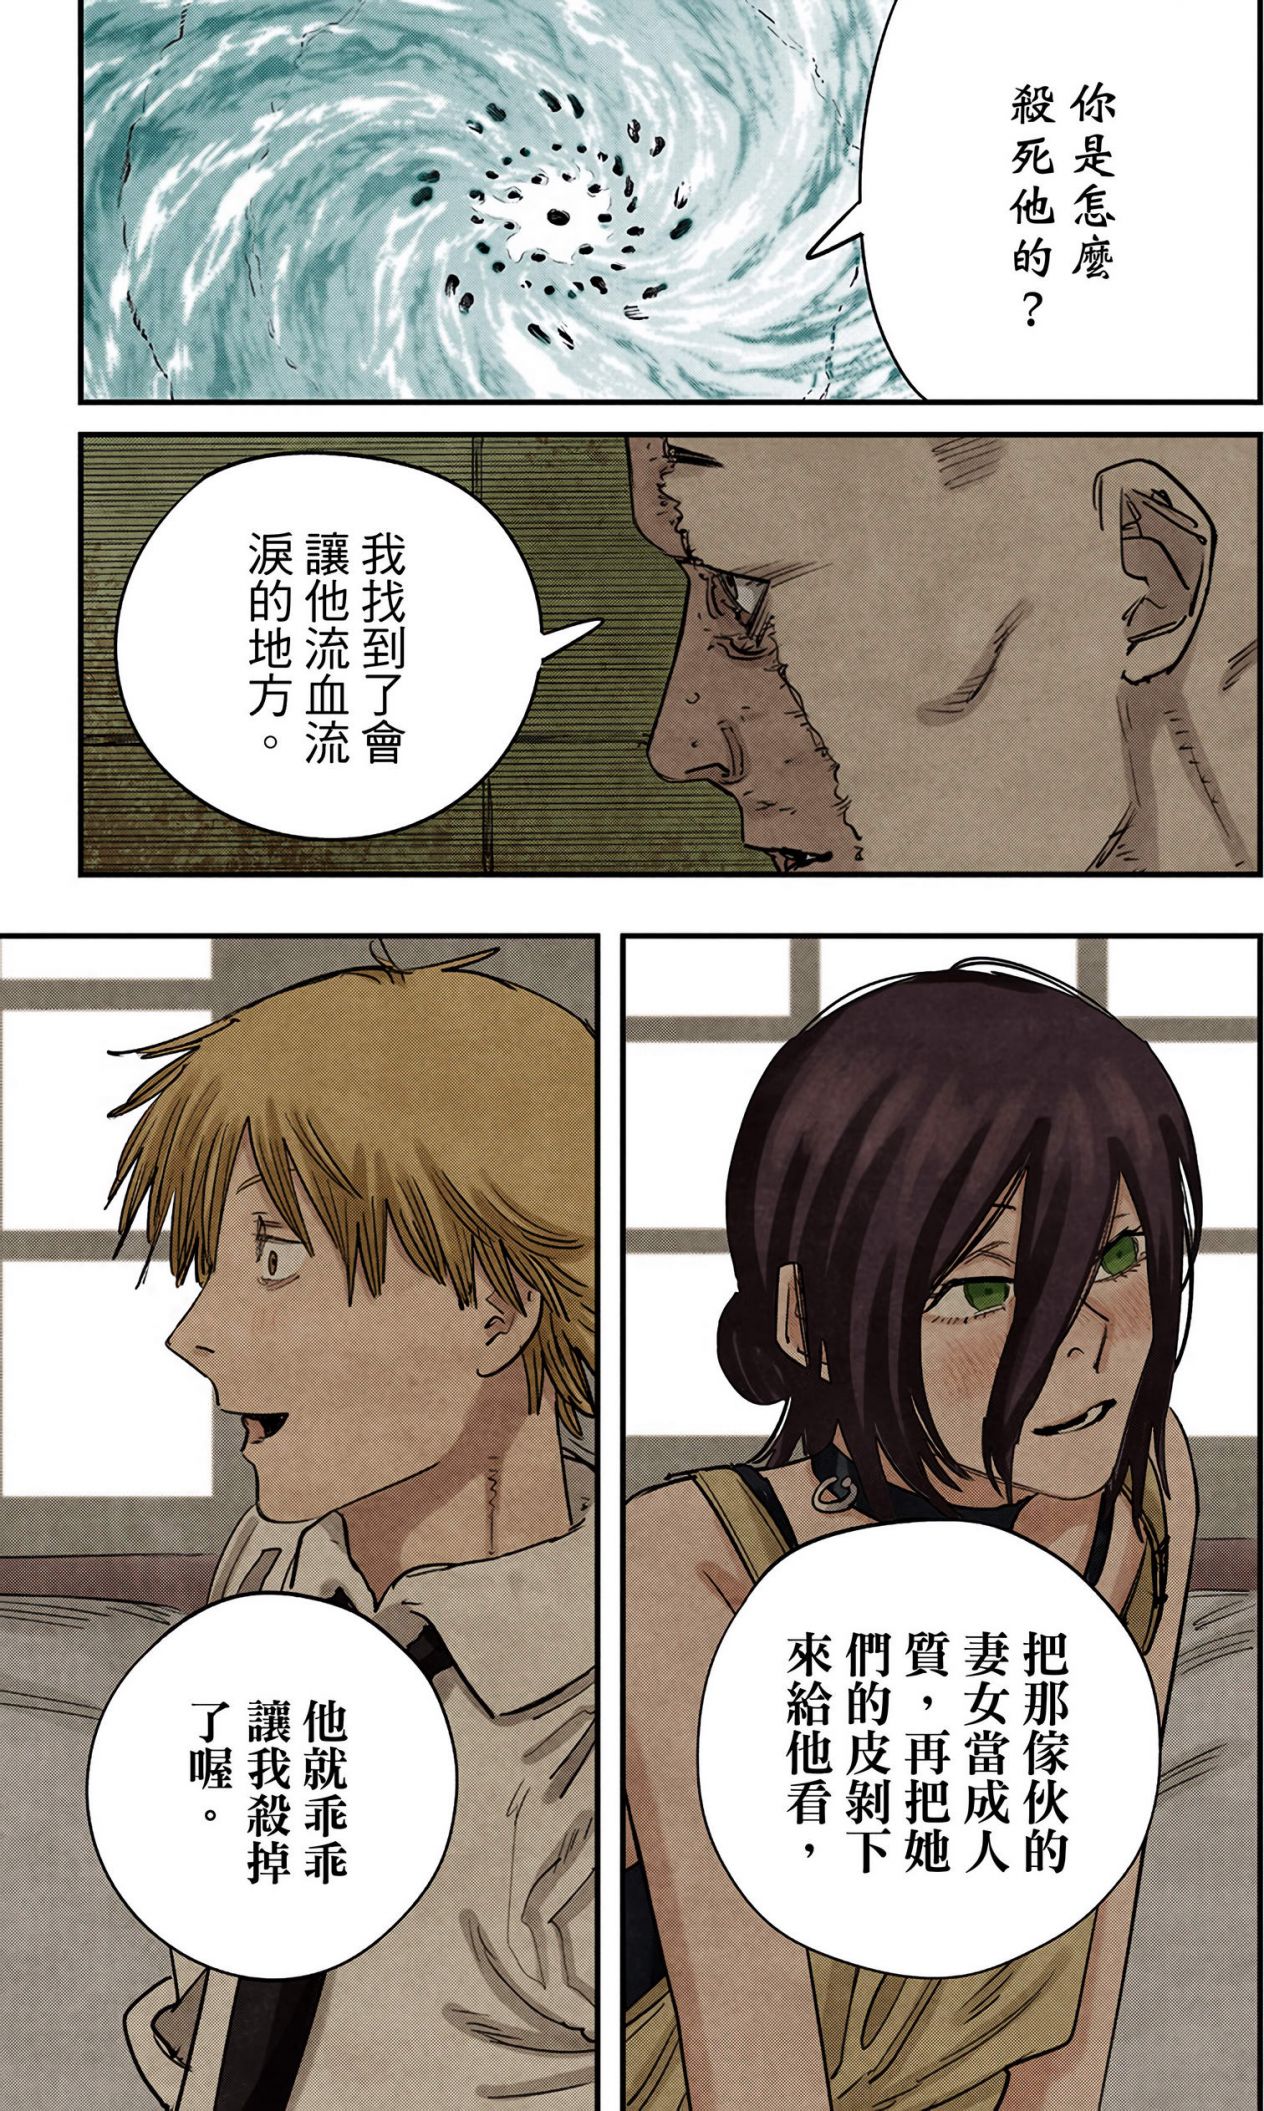 你是怎麼
殺死他的？
我找到了會
讓他流血流
淚的地方。
把那傢伙的
妻女當成人
質，再把她
們的皮剝下
來給他看，
他就乖乖
讓我殺掉
了喔。